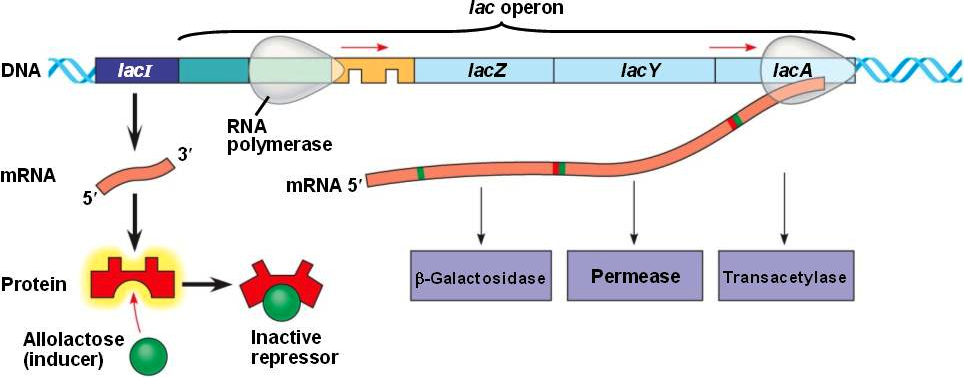 lac operon
DNA
lacI
lacZ
lacY
lacA
RNA
polymerase
mRNA
5′
3′
mRNA 5′
Protein
β-Galactosidase
Permease
Transacetylase
Allolactose
(inducer)
Inactive
repressor